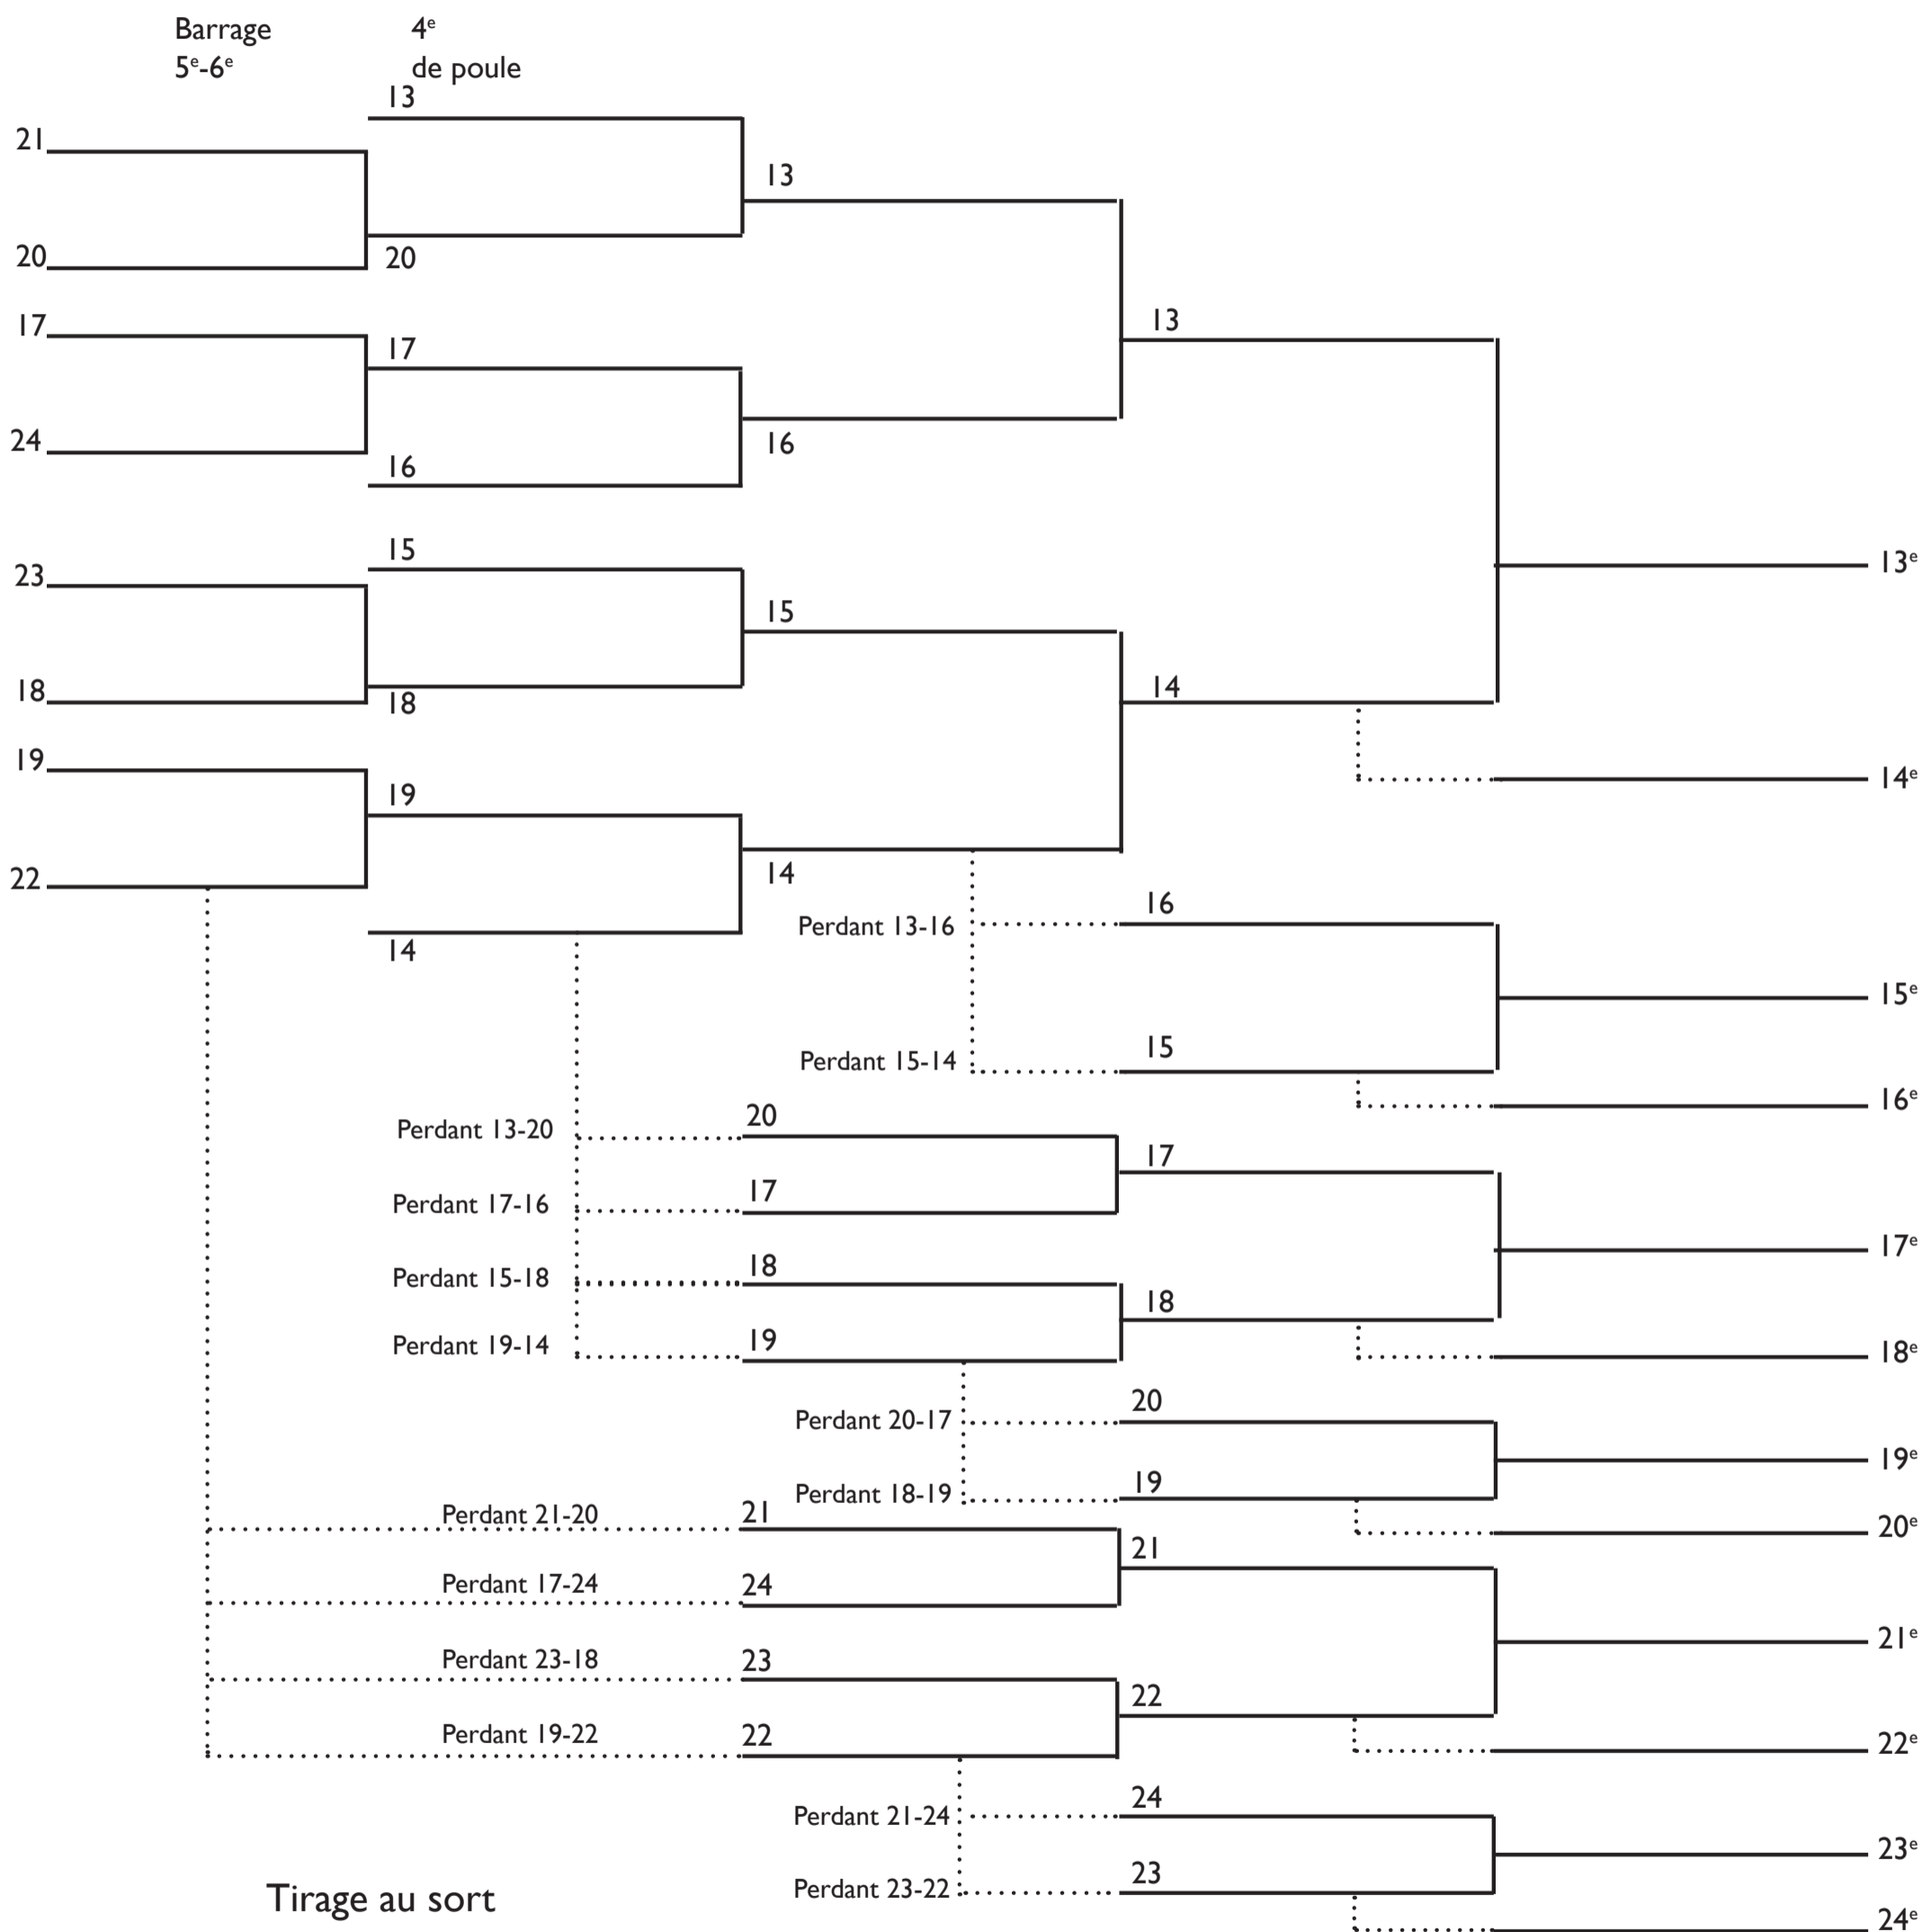 Barrage 4e
5e-6e de poule
13
21
13
20
20
17
13
17
24
16
16
15
23
13e
15
18
14
18
19
14e
19
22
14
16
Perdant 13-16
14
15e
15
Perdant 15-14
16e
20
Perdant 13-20
17
17
Perdant 17-16
17e
18
Perdant 15-18
18
19
Perdant 19-14
18e
20
Perdant 20-17
19e
19
Perdant 18-19
21
Perdant 21-20
20e
21
24
Perdant 17-24
21e
23
Perdant 23-18
22
22
Perdant 19-22
22e
24
Perdant 21-24
23e
23
Perdant 23-22
Tirage au sort
24e